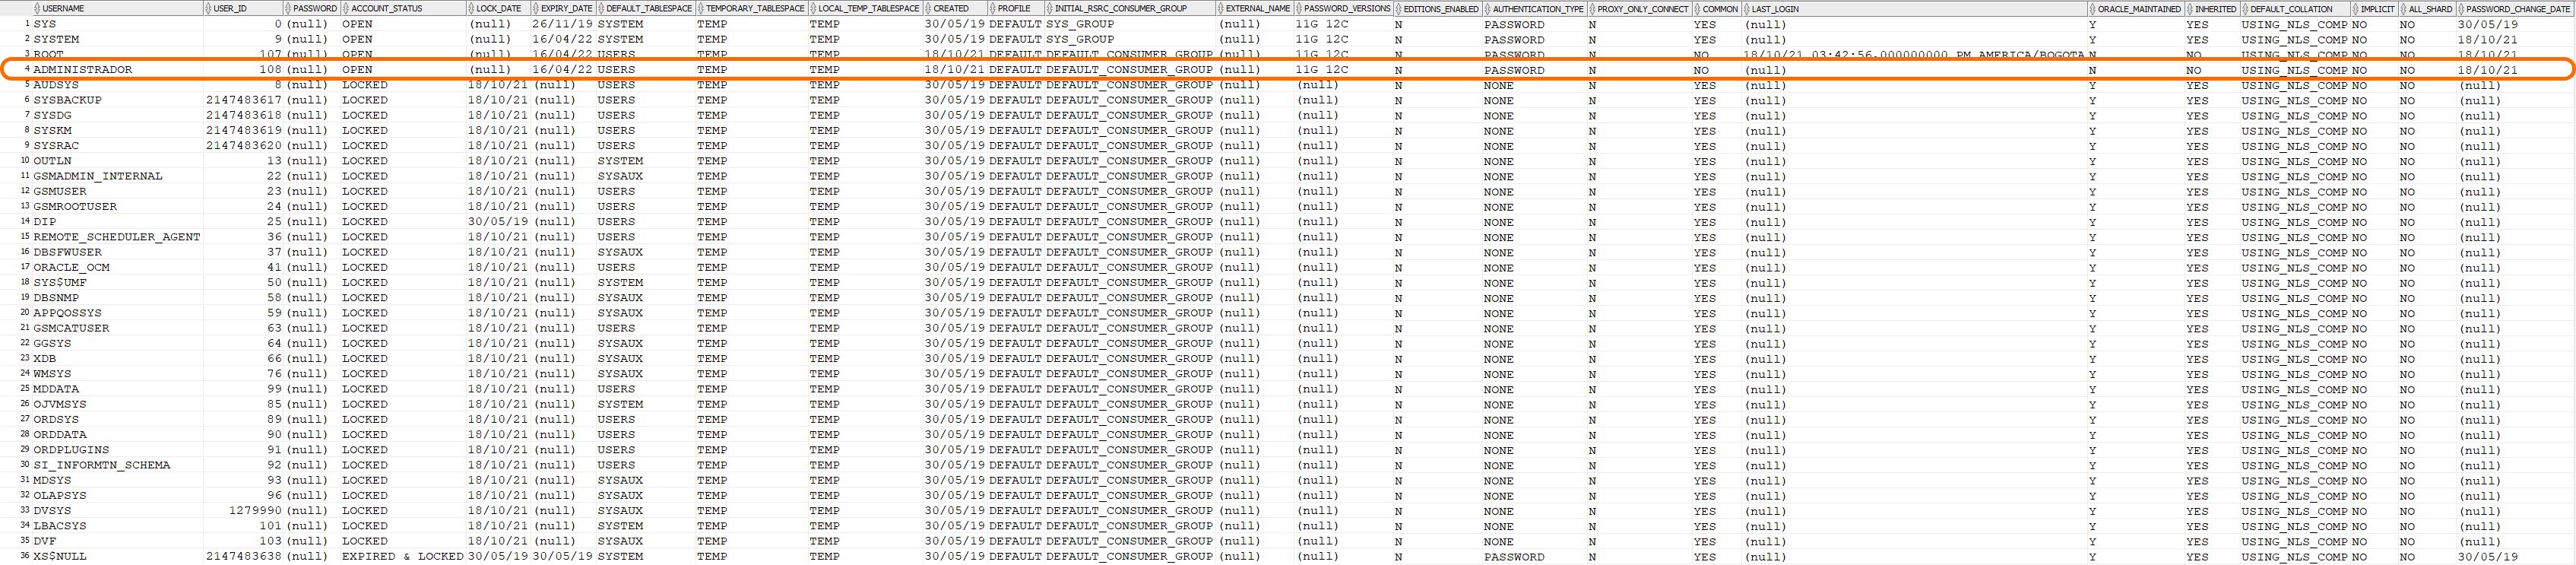 USERNAME USER_ID PASSWORD ACCOUNT_STATUS LOCK_DATE EXPIRY_DATE DEFAULT_TABLESPACE TEMPORARY_TABLESPACE LOCAL_TEMP_TABLESPACE CREATED PROFILE INITIAL_RSRC_CONSUMER_GROUP EXTERNAL_NAME PASSWORD_VERSIONS EDITIONS_ENABLED AUTHENTICATION_TYPE PROXY_ONLY_CONNECT COMMON LAST_LOGIN ORACLE_MAINTAINED INHERITED DEFAULT_COLLATION IMPLICIT ALL_SHARD PASSWORD_CHANGE_DATE
1 SYS 0 (null) OPEN (null) 26/11/19 SYSTEM TEMP TEMP 30/05/19 DEFAULT SYS_GROUP (null) 11G 12C N PASSWORD N YES (null) Y YES USING_NLS_COMP NO NO 30/05/19
2 SYSTEM 9 (null) OPEN (null) 16/04/22 SYSTEM TEMP TEMP 30/05/19 DEFAULT SYS_GROUP (null) 11G 12C N PASSWORD N YES (null) Y YES USING_NLS_COMP NO NO 18/10/21
3 ROOT 107 (null) OPEN (null) 16/04/22 USERS TEMP TEMP 18/10/21 DEFAULT DEFAULT_CONSUMER_GROUP (null) 11G 12C N PASSWORD N NO 18/10/21 03:42:56.000000000 PM AMERICA/BOGOTA N NO USING_NLS_COMP NO NO 18/10/21
4 ADMINISTRADOR 108 (null) OPEN (null) 16/04/22 USERS TEMP TEMP 18/10/21 DEFAULT DEFAULT_CONSUMER_GROUP (null) 11G 12C N PASSWORD N NO (null) N NO USING_NLS_COMP NO NO 18/10/21
5 AUDSYS 8 (null) LOCKED 18/10/21 (null) USERS TEMP TEMP 30/05/19 DEFAULT DEFAULT_CONSUMER_GROUP (null) (null) N NONE N YES (null) Y YES USING_NLS_COMP NO NO (null)
6 SYSBACKUP 2147483617 (null) LOCKED 18/10/21 (null) USERS TEMP TEMP 30/05/19 DEFAULT DEFAULT_CONSUMER_GROUP (null) (null) N NONE N YES (null) Y YES USING_NLS_COMP NO NO (null)
7 SYSDG 2147483618 (null) LOCKED 18/10/21 (null) USERS TEMP TEMP 30/05/19 DEFAULT DEFAULT_CONSUMER_GROUP (null) (null) N NONE N YES (null) Y YES USING_NLS_COMP NO NO (null)
8 SYSKM 2147483619 (null) LOCKED 18/10/21 (null) USERS TEMP TEMP 30/05/19 DEFAULT DEFAULT_CONSUMER_GROUP (null) (null) N NONE N YES (null) Y YES USING_NLS_COMP NO NO (null)
9 SYSRAC 2147483620 (null) LOCKED 18/10/21 (null) USERS TEMP TEMP 30/05/19 DEFAULT DEFAULT_CONSUMER_GROUP (null) (null) N NONE N YES (null) Y YES USING_NLS_COMP NO NO (null)
10 OUTLN 13 (null) LOCKED 18/10/21 (null) SYSTEM TEMP TEMP 30/05/19 DEFAULT DEFAULT_CONSUMER_GROUP (null) (null) N NONE N YES (null) Y YES USING_NLS_COMP NO NO (null)
11 GSMADMIN_INTERNAL 22 (null) LOCKED 18/10/21 (null) SYSAUX TEMP TEMP 30/05/19 DEFAULT DEFAULT_CONSUMER_GROUP (null) (null) N NONE N YES (null) Y YES USING_NLS_COMP NO NO (null)
12 GSMUSER 23 (null) LOCKED 18/10/21 (null) USERS TEMP TEMP 30/05/19 DEFAULT DEFAULT_CONSUMER_GROUP (null) (null) N NONE N YES (null) Y YES USING_NLS_COMP NO NO (null)
13 GSMROOTUSER 24 (null) LOCKED 18/10/21 (null) USERS TEMP TEMP 30/05/19 DEFAULT DEFAULT_CONSUMER_GROUP (null) (null) N NONE N YES (null) Y YES USING_NLS_COMP NO NO (null)
14 DIP 25 (null) LOCKED 30/05/19 (null) USERS TEMP TEMP 30/05/19 DEFAULT DEFAULT_CONSUMER_GROUP (null) (null) N NONE N YES (null) Y YES USING_NLS_COMP NO NO (null)
15 REMOTE_SCHEDULER_AGENT 36 (null) LOCKED 18/10/21 (null) USERS TEMP TEMP 30/05/19 DEFAULT DEFAULT_CONSUMER_GROUP (null) (null) N NONE N YES (null) Y YES USING_NLS_COMP NO NO (null)
16 DBSFWUSER 37 (null) LOCKED 18/10/21 (null) SYSAUX TEMP TEMP 30/05/19 DEFAULT DEFAULT_CONSUMER_GROUP (null) (null) N NONE N YES (null) Y YES USING_NLS_COMP NO NO (null)
17 ORACLE_OCM 41 (null) LOCKED 18/10/21 (null) USERS TEMP TEMP 30/05/19 DEFAULT DEFAULT_CONSUMER_GROUP (null) (null) N NONE N YES (null) Y YES USING_NLS_COMP NO NO (null)
18 SYS$UMF 50 (null) LOCKED 18/10/21 (null) SYSTEM TEMP TEMP 30/05/19 DEFAULT DEFAULT_CONSUMER_GROUP (null) (null) N NONE N YES (null) Y YES USING_NLS_COMP NO NO (null)
19 DBSNMP 58 (null) LOCKED 18/10/21 (null) SYSAUX TEMP TEMP 30/05/19 DEFAULT DEFAULT_CONSUMER_GROUP (null) (null) N NONE N YES (null) Y YES USING_NLS_COMP NO NO (null)
20 APPQOSSYS 59 (null) LOCKED 18/10/21 (null) SYSAUX TEMP TEMP 30/05/19 DEFAULT DEFAULT_CONSUMER_GROUP (null) (null) N NONE N YES (null) Y YES USING_NLS_COMP NO NO (null)
21 GSMCATUSER 63 (null) LOCKED 18/10/21 (null) USERS TEMP TEMP 30/05/19 DEFAULT DEFAULT_CONSUMER_GROUP (null) (null) N NONE N YES (null) Y YES USING_NLS_COMP NO NO (null)
22 GGSYS 64 (null) LOCKED 18/10/21 (null) SYSAUX TEMP TEMP 30/05/19 DEFAULT DEFAULT_CONSUMER_GROUP (null) (null) N NONE N YES (null) Y YES USING_NLS_COMP NO NO (null)
23 XDB 66 (null) LOCKED 18/10/21 (null) SYSAUX TEMP TEMP 30/05/19 DEFAULT DEFAULT_CONSUMER_GROUP (null) (null) N NONE N YES (null) Y YES USING_NLS_COMP NO NO (null)
24 WMSYS 76 (null) LOCKED 18/10/21 (null) SYSAUX TEMP TEMP 30/05/19 DEFAULT DEFAULT_CONSUMER_GROUP (null) (null) N NONE N YES (null) Y YES USING_NLS_COMP NO NO (null)
25 MDDATA 99 (null) LOCKED 18/10/21 (null) USERS TEMP TEMP 30/05/19 DEFAULT DEFAULT_CONSUMER_GROUP (null) (null) N NONE N YES (null) Y YES USING_NLS_COMP NO NO (null)
26 OJVMSYS 85 (null) LOCKED 18/10/21 (null) SYSTEM TEMP TEMP 30/05/19 DEFAULT DEFAULT_CONSUMER_GROUP (null) (null) N NONE N YES (null) Y YES USING_NLS_COMP NO NO (null)
27 ORDSYS 89 (null) LOCKED 18/10/21 (null) USERS TEMP TEMP 30/05/19 DEFAULT DEFAULT_CONSUMER_GROUP (null) (null) N NONE N YES (null) Y YES USING_NLS_COMP NO NO (null)
28 ORDDATA 90 (null) LOCKED 18/10/21 (null) USERS TEMP TEMP 30/05/19 DEFAULT DEFAULT_CONSUMER_GROUP (null) (null) N NONE N YES (null) Y YES USING_NLS_COMP NO NO (null)
29 ORDPLUGINS 91 (null) LOCKED 18/10/21 (null) USERS TEMP TEMP 30/05/19 DEFAULT DEFAULT_CONSUMER_GROUP (null) (null) N NONE N YES (null) Y YES USING_NLS_COMP NO NO (null)
30 SI_INFORMTN_SCHEMA 92 (null) LOCKED 18/10/21 (null) USERS TEMP TEMP 30/05/19 DEFAULT DEFAULT_CONSUMER_GROUP (null) (null) N NONE N YES (null) Y YES USING_NLS_COMP NO NO (null)
31 MDSYS 93 (null) LOCKED 18/10/21 (null) SYSAUX TEMP TEMP 30/05/19 DEFAULT DEFAULT_CONSUMER_GROUP (null) (null) N NONE N YES (null) Y YES USING_NLS_COMP NO NO (null)
32 OLAPSYS 96 (null) LOCKED 18/10/21 (null) SYSAUX TEMP TEMP 30/05/19 DEFAULT DEFAULT_CONSUMER_GROUP (null) (null) N NONE N YES (null) Y YES USING_NLS_COMP NO NO (null)
33 DVSYS 1279990 (null) LOCKED 18/10/21 (null) SYSAUX TEMP TEMP 30/05/19 DEFAULT DEFAULT_CONSUMER_GROUP (null) (null) N NONE N YES (null) Y YES USING_NLS_COMP NO NO (null)
34 LBACSYS 101 (null) LOCKED 18/10/21 (null) SYSTEM TEMP TEMP 30/05/19 DEFAULT DEFAULT_CONSUMER_GROUP (null) (null) N NONE N YES (null) Y YES USING_NLS_COMP NO NO (null)
35 DVF 103 (null) LOCKED 18/10/21 (null) SYSAUX TEMP TEMP 30/05/19 DEFAULT DEFAULT_CONSUMER_GROUP (null) (null) N NONE N YES (null) Y YES USING_NLS_COMP NO NO (null)
36 XS$NULL 2147483638 (null) EXPIRED & LOCKED 30/05/19 30/05/19 SYSTEM TEMP TEMP 30/05/19 DEFAULT DEFAULT_CONSUMER_GROUP (null) (null) N PASSWORD N YES (null) Y YES USING_NLS_COMP NO NO 30/05/19